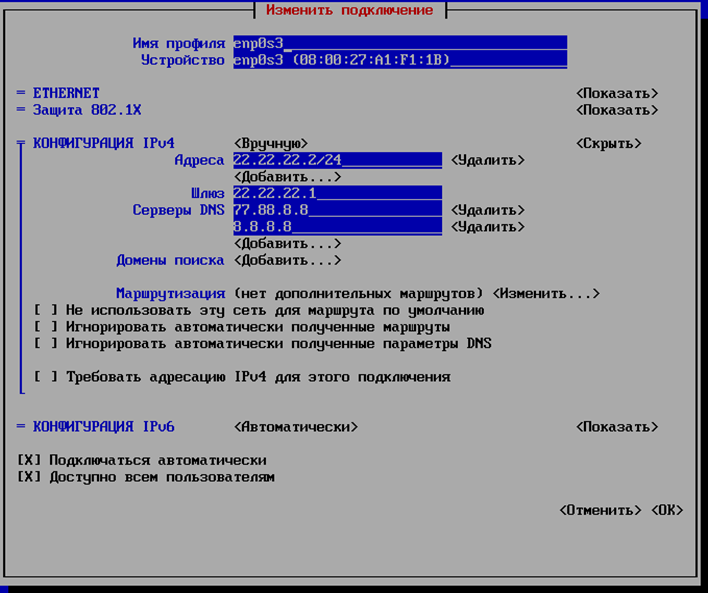 Изменить подключение
Имя профиля enp0s3
Устройство enp0s3 (08:00:27:A1:F1:1B)
= ETHERNET <Показать>
= Защита 802.1X <Показать>
КОНФИГУРАЦИЯ IPv4 <Вручную> <Скрыть>
Адреса 22.22.22.2/24 <Удалить>
<Добавить...>
Шлюз 22.22.22.1
Серверы DNS 77.88.8.8 <Удалить>
8.8.8.8 <Удалить>
<Добавить...>
Домены поиска <Добавить...>
Маршрутизация (нет дополнительных маршрутов) <Изменить...>
[ ] Не использовать эту сеть для маршрута по умолчанию
[ ] Игнорировать автоматически полученные маршруты
[ ] Игнорировать автоматически полученные параметры DNS
[ ] Требовать адресацию IPv4 для этого подключения
= КОНФИГУРАЦИЯ IPv6 <Автоматически> <Показать>
[X] Подключаться автоматически
[X] Доступно всем пользователям
<Отменить> <OK>